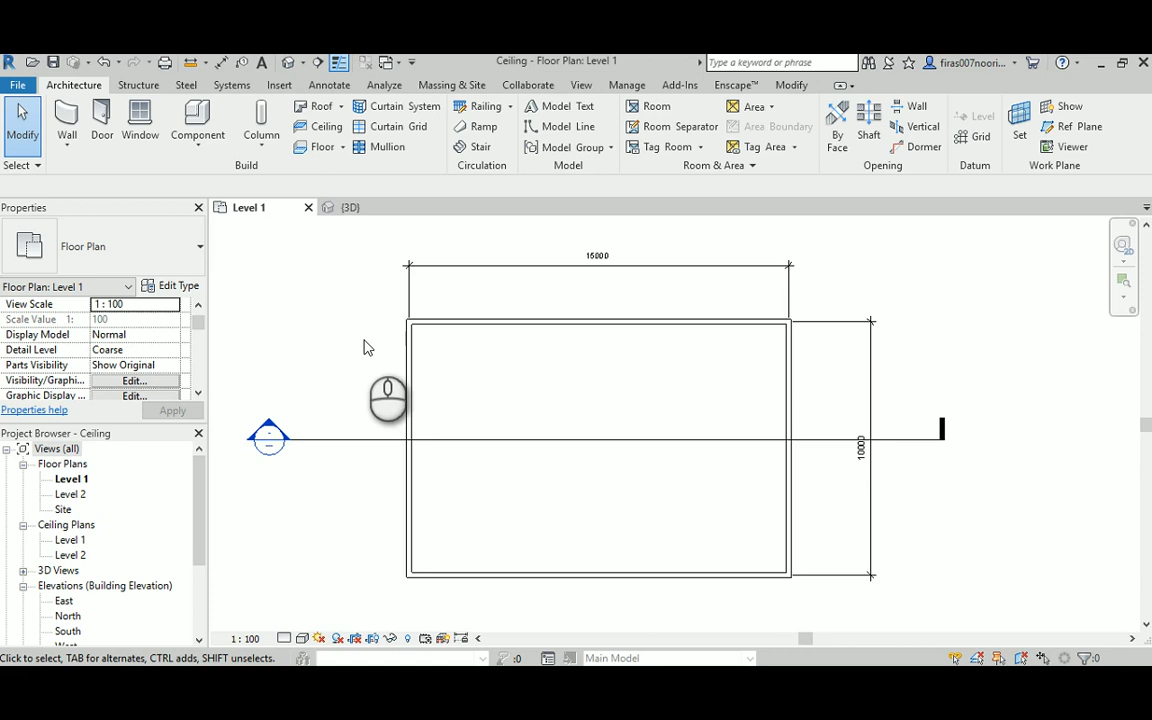 Ceiling - Floor Plan: Level 1
Type a keyword or phrase
firas007noori...
File Architecture Structure Steel Systems Insert Annotate Analyze Massing & Site Collaborate View Manage Add-Ins Enscape™ Modify
Modify Wall Door Window Component Column Roof Ceiling Floor Curtain System Curtain Grid Mullion Railing Ramp Stair Model Text Model Line Model Group Room Room Separator Tag Room Area Area Boundary Tag Area By Face Shaft Wall Vertical Dormer Level Grid Set Show Ref Plane Viewer
Select Build Circulation Model Room & Area Opening Datum Work Plane
Properties
Level 1
{3D}
Floor Plan
Floor Plan: Level 1 Edit Type
View Scale 1 : 100
Scale Value 1: 100
Display Model Normal
Detail Level Coarse
Parts Visibility Show Original
Visibility/Graphi... Edit...
Graphic Display ... Edit...
Properties help Apply
Project Browser - Ceiling
Views (all)
Floor Plans
Level 1
Level 2
Site
Ceiling Plans
Level 1
Level 2
3D Views
Elevations (Building Elevation)
East
North
South
West
15000
10000
1 : 100
Click to select, TAB for alternates, CTRL adds, SHIFT unselects.
:0
Main Model
:0